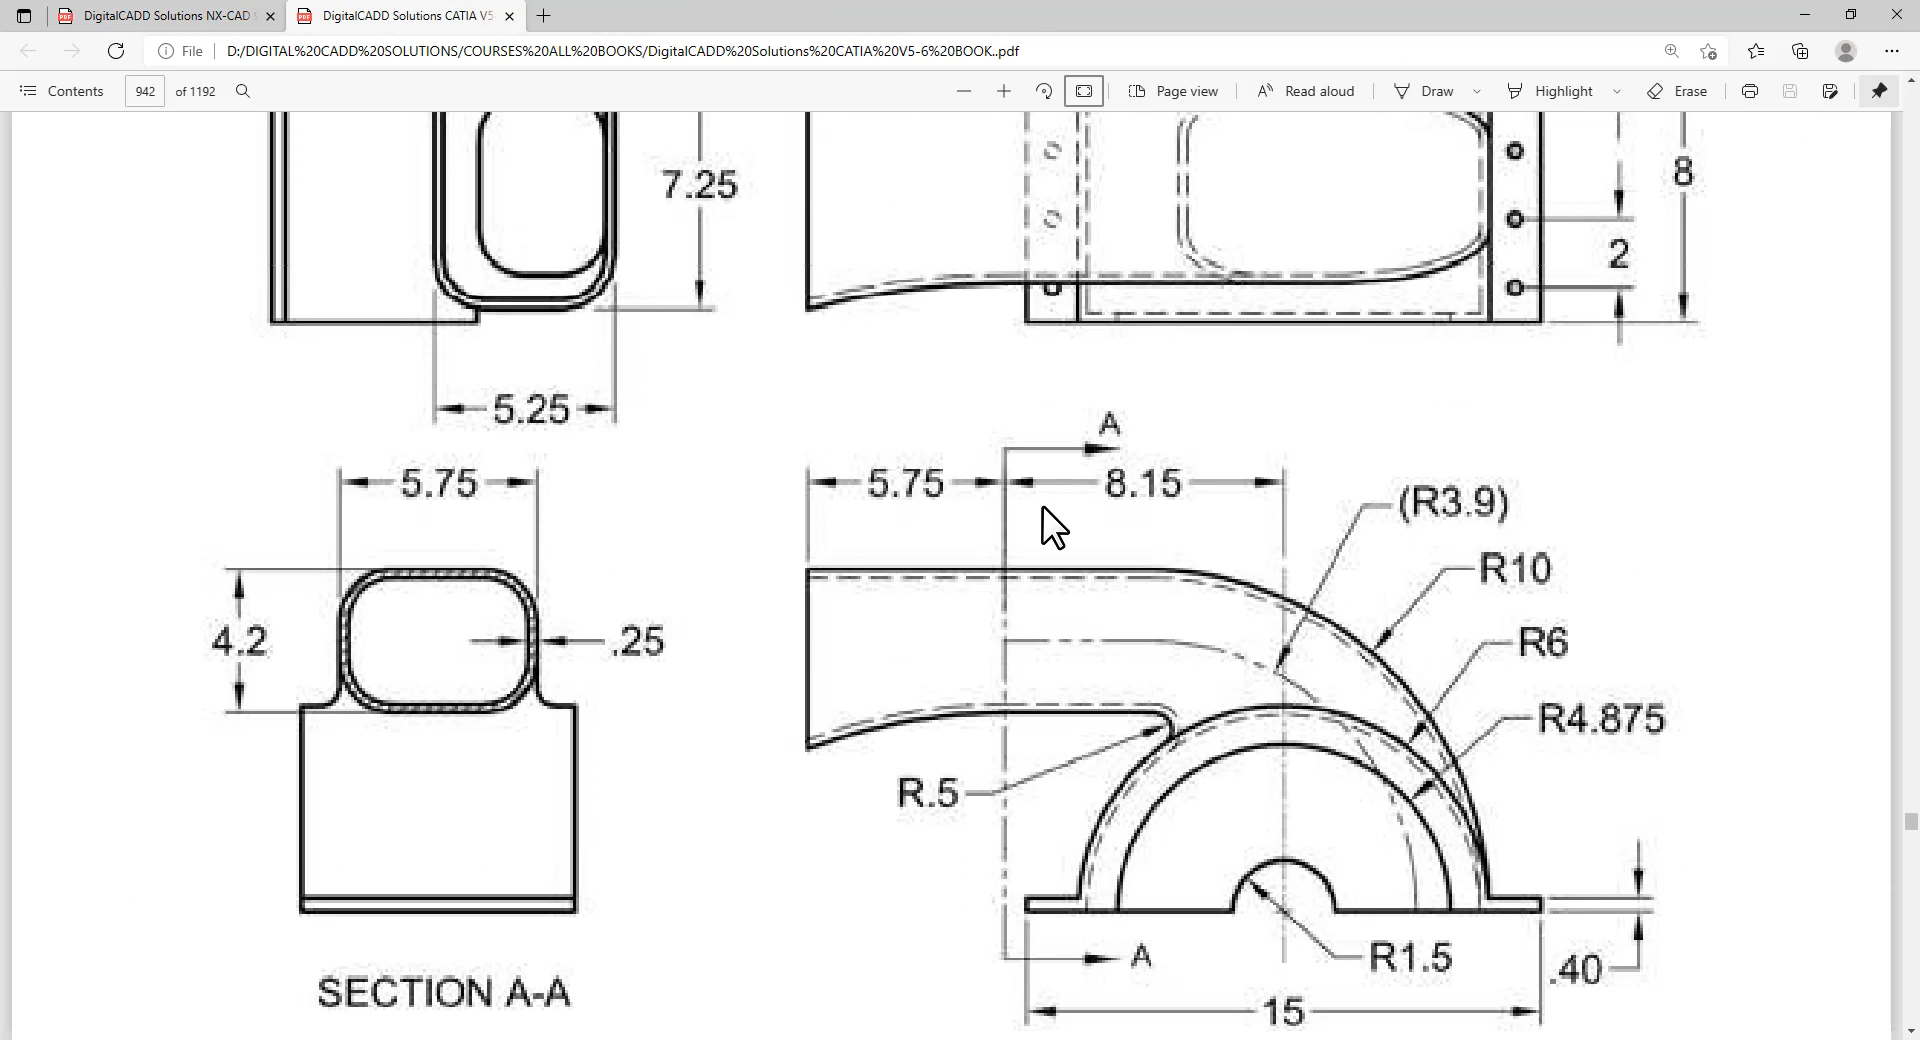 DigitalCADD Solutions NX-CAD
DigitalCADD Solutions CATIA V5
File
D:/DIGITAL%20CADD%20SOLUTIONS/COURSES%20ALL%20BOOKS/DigitalCADD%20Solutions%20CATIA%20V5-6%20BOOK..pdf
Contents
942 of 1192
Page view
Read aloud
Draw
Highlight
Erase
7.25
8
2
5.25
A
5.75
5.75
8.15
(R3.9)
R10
4.2
.25
R6
R4.875
R.5
A
R1.5
.40
SECTION A-A
15